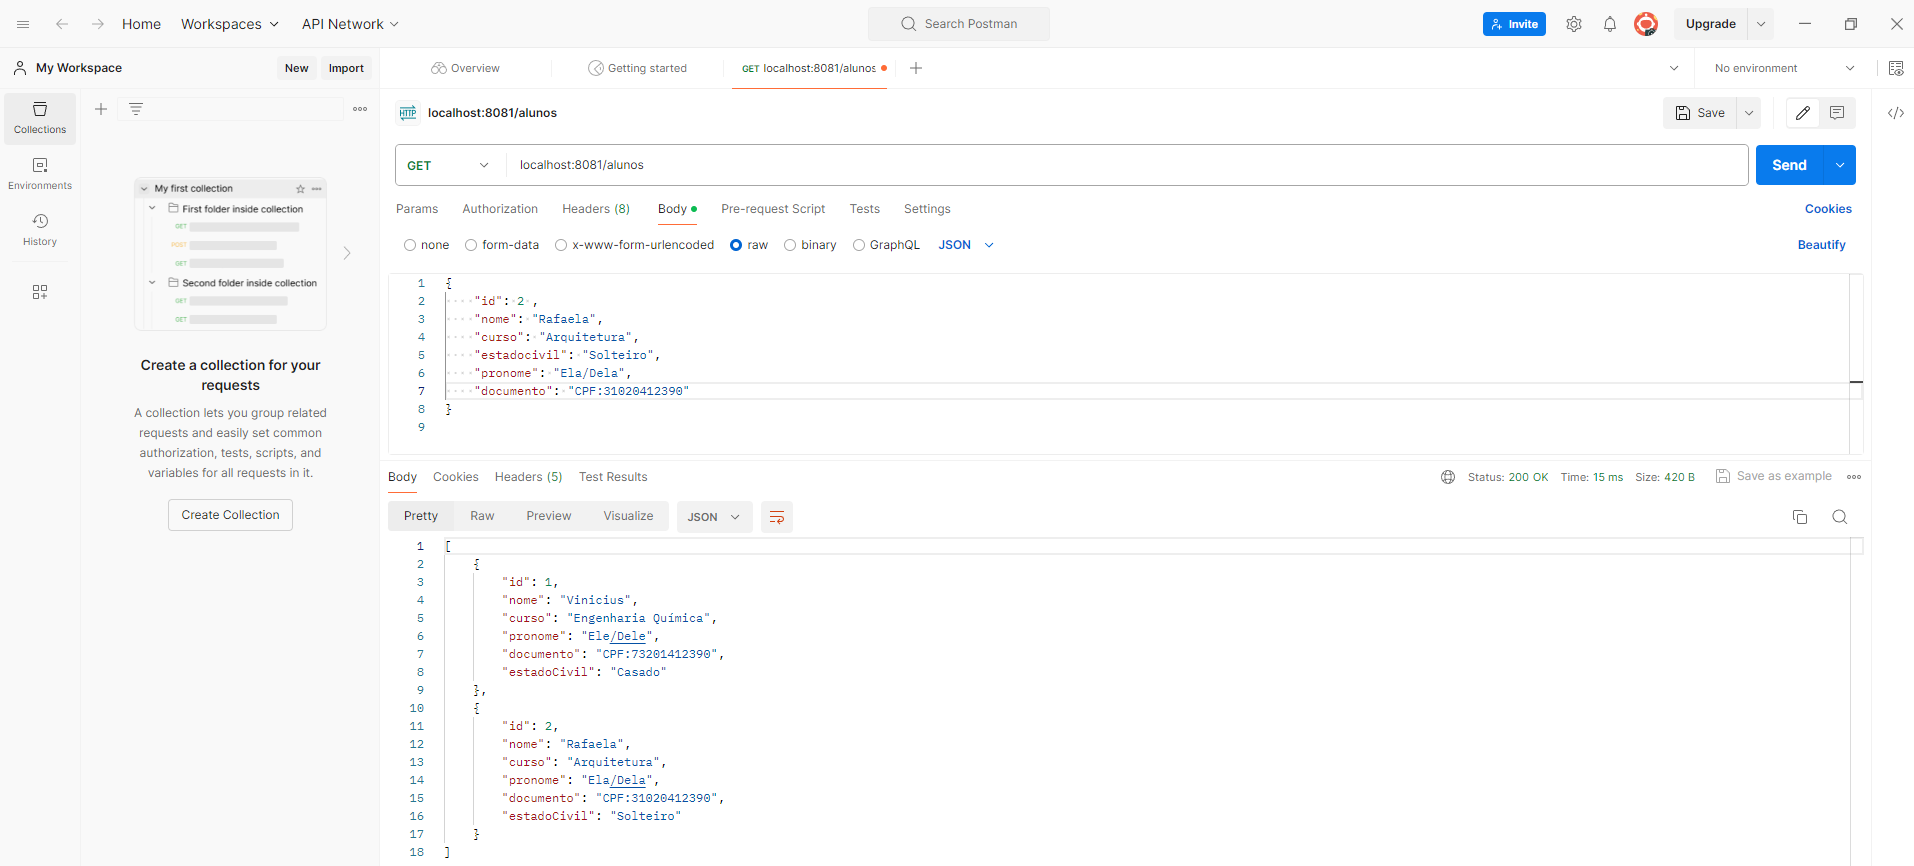 Home Workspaces API Network Search Postman Invite Upgrade
My Workspace New Import Overview Getting started GET localhost:8081/alunos No environment
Collections
Environments
History
My first collection
First folder inside collection
GET
POST
GET
Second folder inside collection
GET
GET
Create a collection for your
requests
A collection lets you group related
requests and easily set common
authorization, tests, scripts, and
variables for all requests in it.
Create Collection
HTTP localhost:8081/alunos Save
GET localhost:8081/alunos Send
Params Authorization Headers (8) Body Pre-request Script Tests Settings Cookies
none form-data x-www-form-urlencoded raw binary GraphQL JSON Beautify
1 {
2 "id": 2 ,
3 "nome": "Rafaela",
4 "curso": "Arquitetura",
5 "estadocivil": "Solteiro",
6 "pronome": "Ela/Dela",
7 "documento": "CPF:31020412390"
8 }
9
Body Cookies Headers (5) Test Results Status: 200 OK Time: 15 ms Size: 420 B Save as example
Pretty Raw Preview Visualize JSON
1 [
2 {
3 "id": 1,
4 "nome": "Vinicius",
5 "curso": "Engenharia Química",
6 "pronome": "Ele/Dele",
7 "documento": "CPF:73201412390",
8 "estadoCivil": "Casado"
9 },
10 {
11 "id": 2,
12 "nome": "Rafaela",
13 "curso": "Arquitetura",
14 "pronome": "Ela/Dela",
15 "documento": "CPF:31020412390",
16 "estadoCivil": "Solteiro"
17 }
18 ]